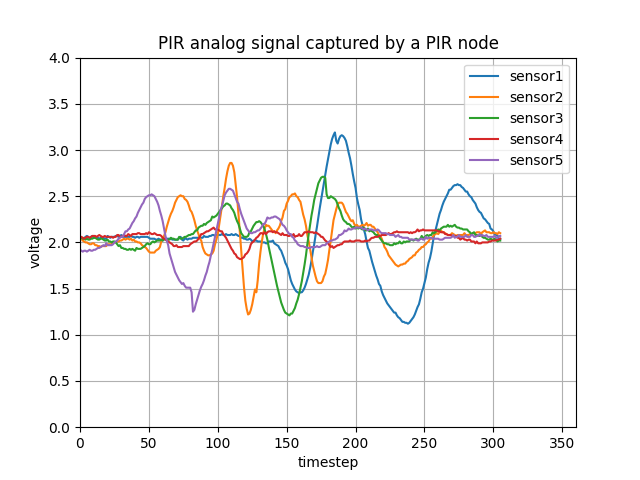 PIR analog signal captured by a PIR node
4.0
3.5
3.0
2.5
2.0
1.5
1.0
0.5
0.0
voltage
sensor1
sensor2
sensor3
sensor4
sensor5
0 50 100 150 200 250 300 350
timestep